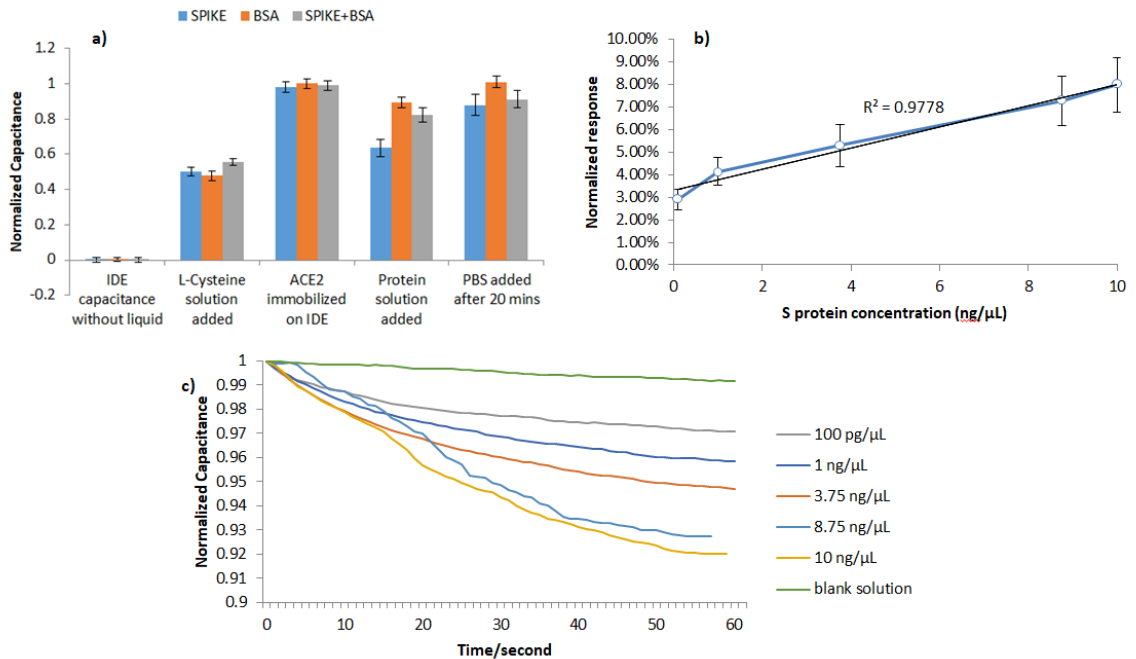 SPIKE BSA SPIKE+BSA
a)
Normalized Capacitance
1.2
1
0.8
0.6
0.4
0.2
0
-0.2
IDE capacitance without liquid
L-Cysteine solution added
ACE2 immobilized on IDE
Protein solution added
PBS added after 20 mins
b)
Normalized response
10.00%
9.00%
8.00%
7.00%
6.00%
5.00%
4.00%
3.00%
2.00%
1.00%
0.00%
R² = 0.9778
0 2 4 6 8 10
S protein concentration (ng/μL)
c)
Normalized Capacitance
1
0.99
0.98
0.97
0.96
0.95
0.94
0.93
0.92
0.91
0.9
0 10 20 30 40 50 60
Time/second
100 pg/μL
1 ng/μL
3.75 ng/μL
8.75 ng/μL
10 ng/μL
blank solution